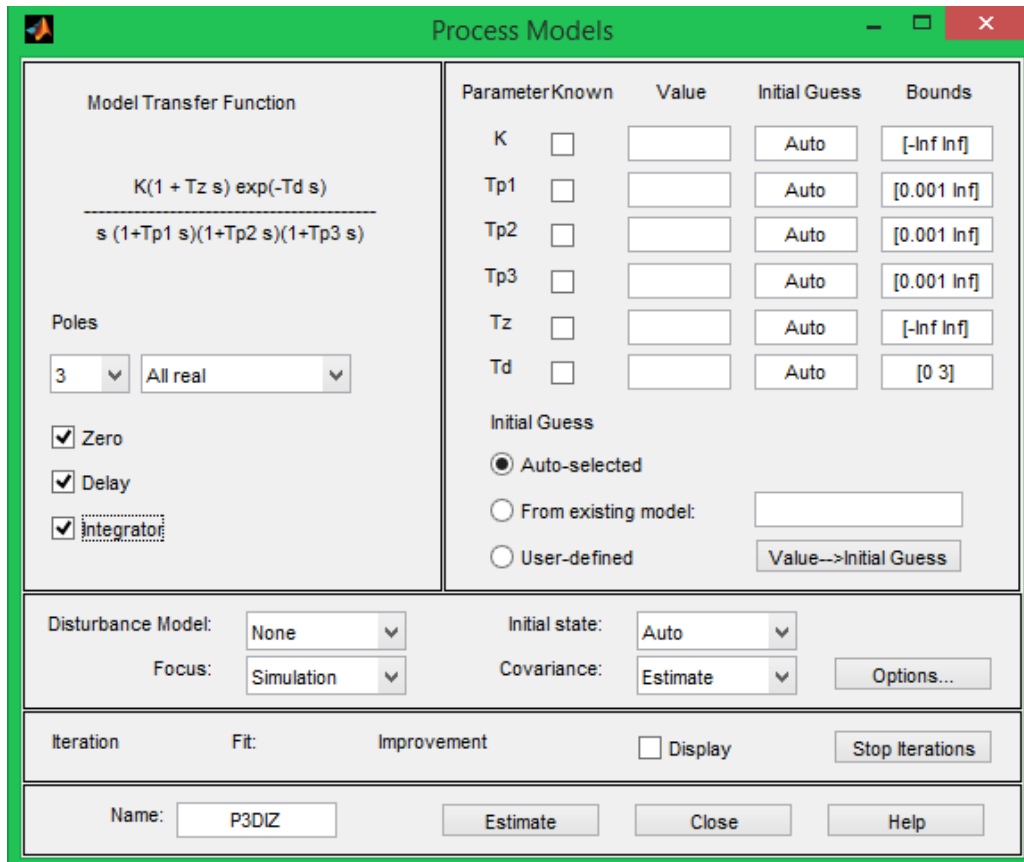 Process Models
Model Transfer Function
K(1 + Tz s) exp(-Td s)
-----------------------------------------
s (1+Tp1 s)(1+Tp2 s)(1+Tp3 s)
Poles
3 All real
Zero
Delay
Integrator
Parameter Known Value Initial Guess Bounds
K Auto [-Inf Inf]
Tp1 Auto [0.001 Inf]
Tp2 Auto [0.001 Inf]
Tp3 Auto [0.001 Inf]
Tz Auto [-Inf Inf]
Td Auto [0 3]
Initial Guess
Auto-selected
From existing model:
User-defined Value-->Initial Guess
Disturbance Model: None Initial state: Auto
Focus: Simulation Covariance: Estimate Options...
Iteration Fit: Improvement Display Stop Iterations
Name: P3DIZ Estimate Close Help